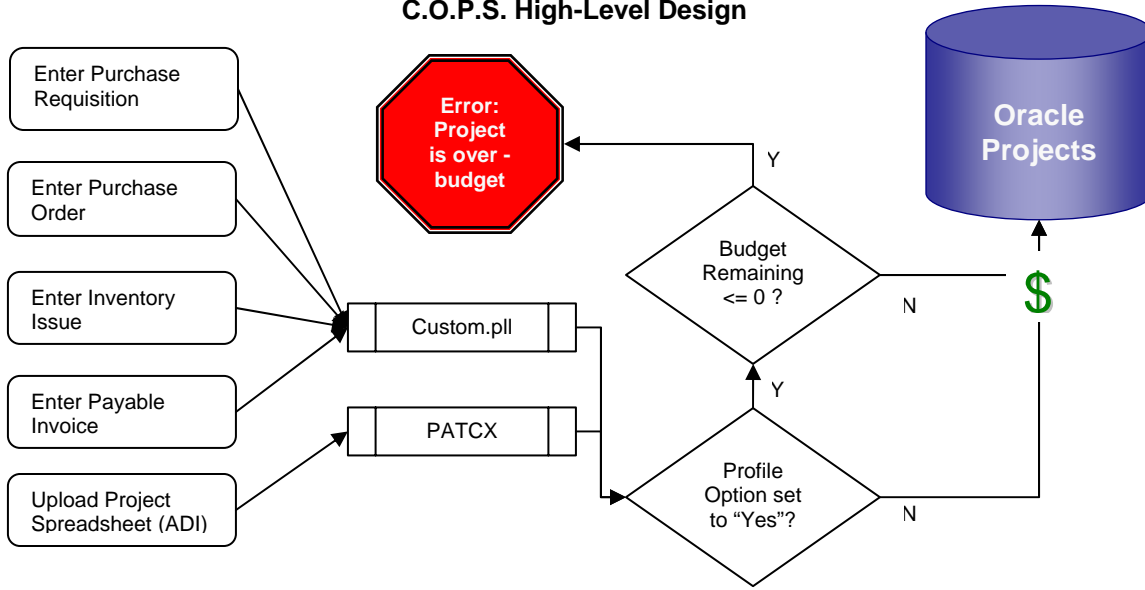 C.O.P.S. High-Level Design
Enter Purchase
Requisition
Enter Purchase
Order
Enter Inventory
Issue
Enter Payable
Invoice
Upload Project
Spreadsheet (ADI)
Error:
Project
is over -
budget
Custom.pll
PATCX
Y
Budget
Remaining
<= 0 ?
N
Y
Profile
Option set
to “Yes”?
N
Oracle
Projects
$